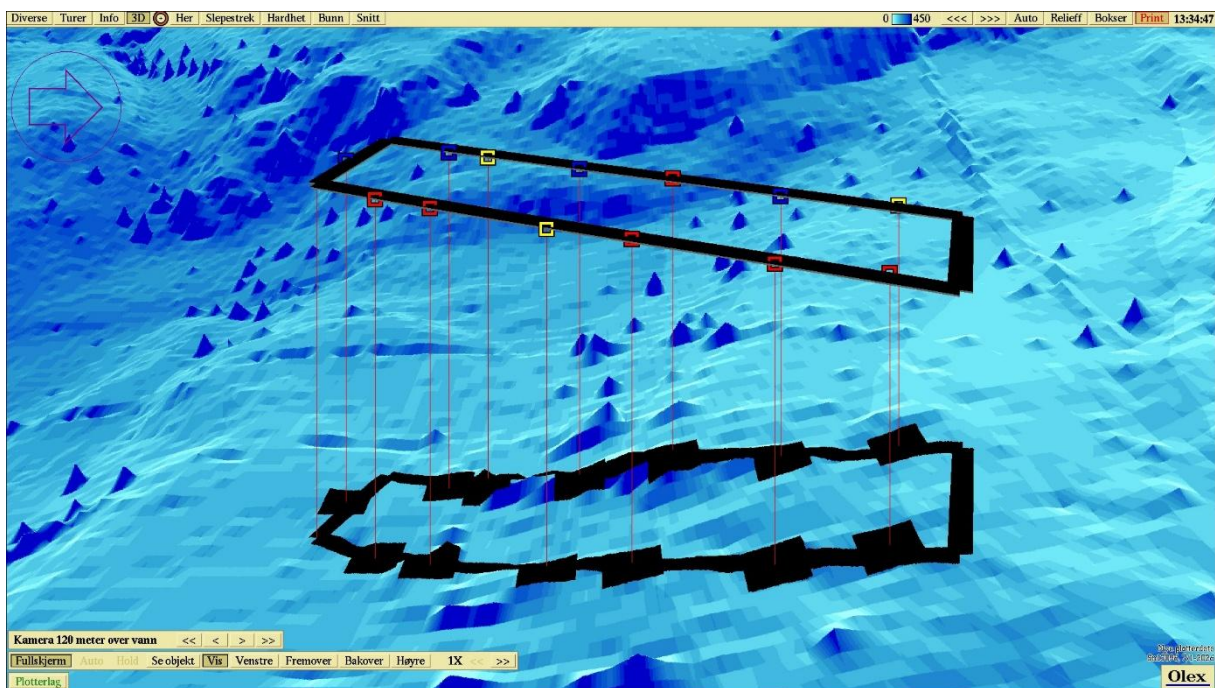 Diverse Turer Info 3D Her Slepestrek Hardhet Bunn Snitt 0 450 <<< >>> Auto Relieff Bokser Print 13:34:47
Kamera 120 meter over vann << < > >>
Fullskjerm Auto Hold Se objekt Vis Venstre Fremover Bakover Høyre 1X << >>
Plotterlag
Olex